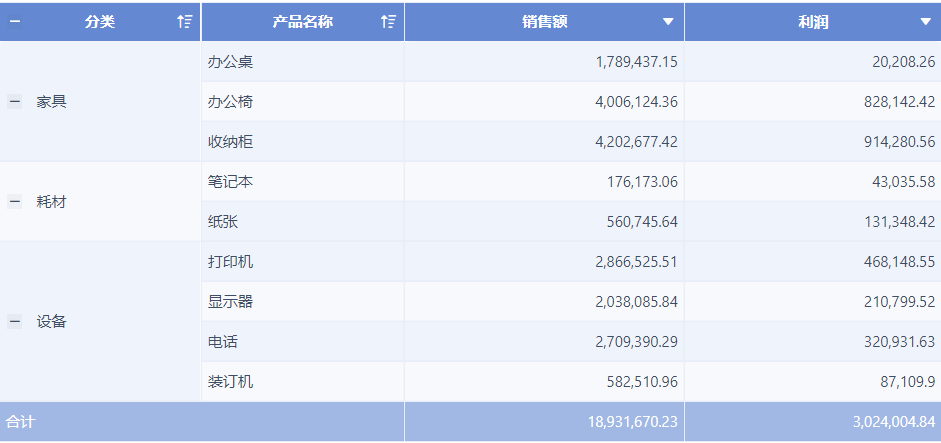 分类 产品名称 销售额 利润
家具 办公桌 1,789,437.15 20,208.26
办公椅 4,006,124.36 828,142.42
收纳柜 4,202,677.42 914,280.56
耗材 笔记本 176,173.06 43,035.58
纸张 560,745.64 131,348.42
设备 打印机 2,866,525.51 468,148.55
显示器 2,038,085.84 210,799.52
电话 2,709,390.29 320,931.63
装订机 582,510.96 87,109.9
合计 18,931,670.23 3,024,004.84